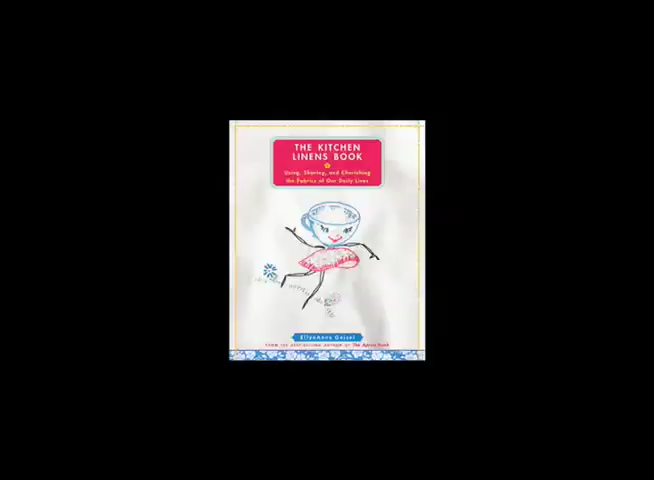 THE KITCHEN
LINENS BOOK
Using, Sharing, and Cherishing
the Fabrics of Our Daily Lives
EllynAnne Geisel
FROM THE BEST-SELLING AUTHOR OF The Apron Book